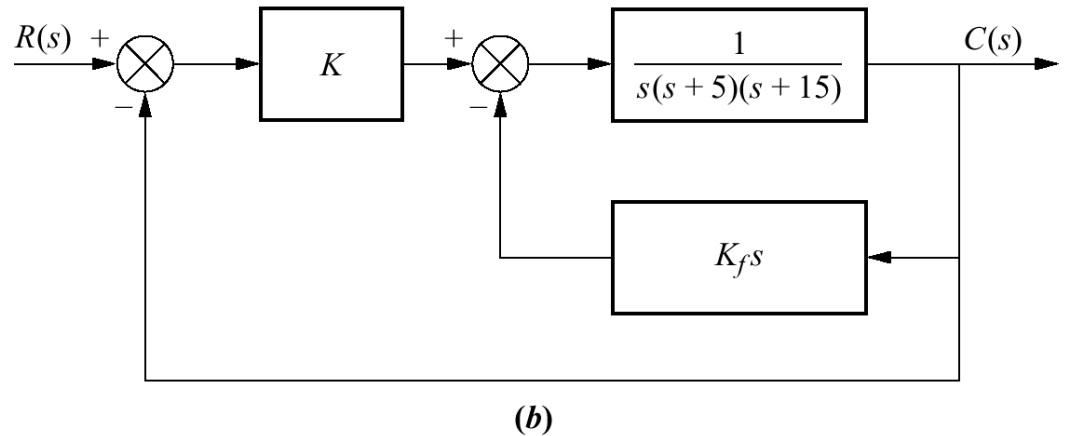 R(s) + − K + − 1 C(s)
s(s + 5)(s + 15)
K_f s
(b)